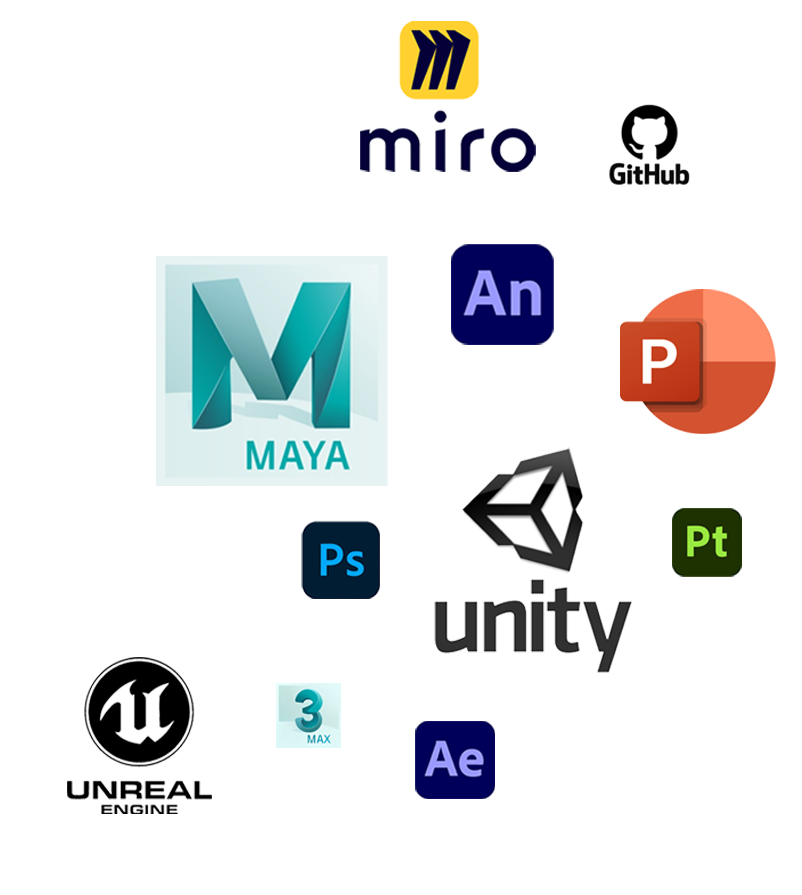 miro
GitHub
An
MAYA
P
Ps
unity
Pt
UNREAL
ENGINE
3
MAX
Ae